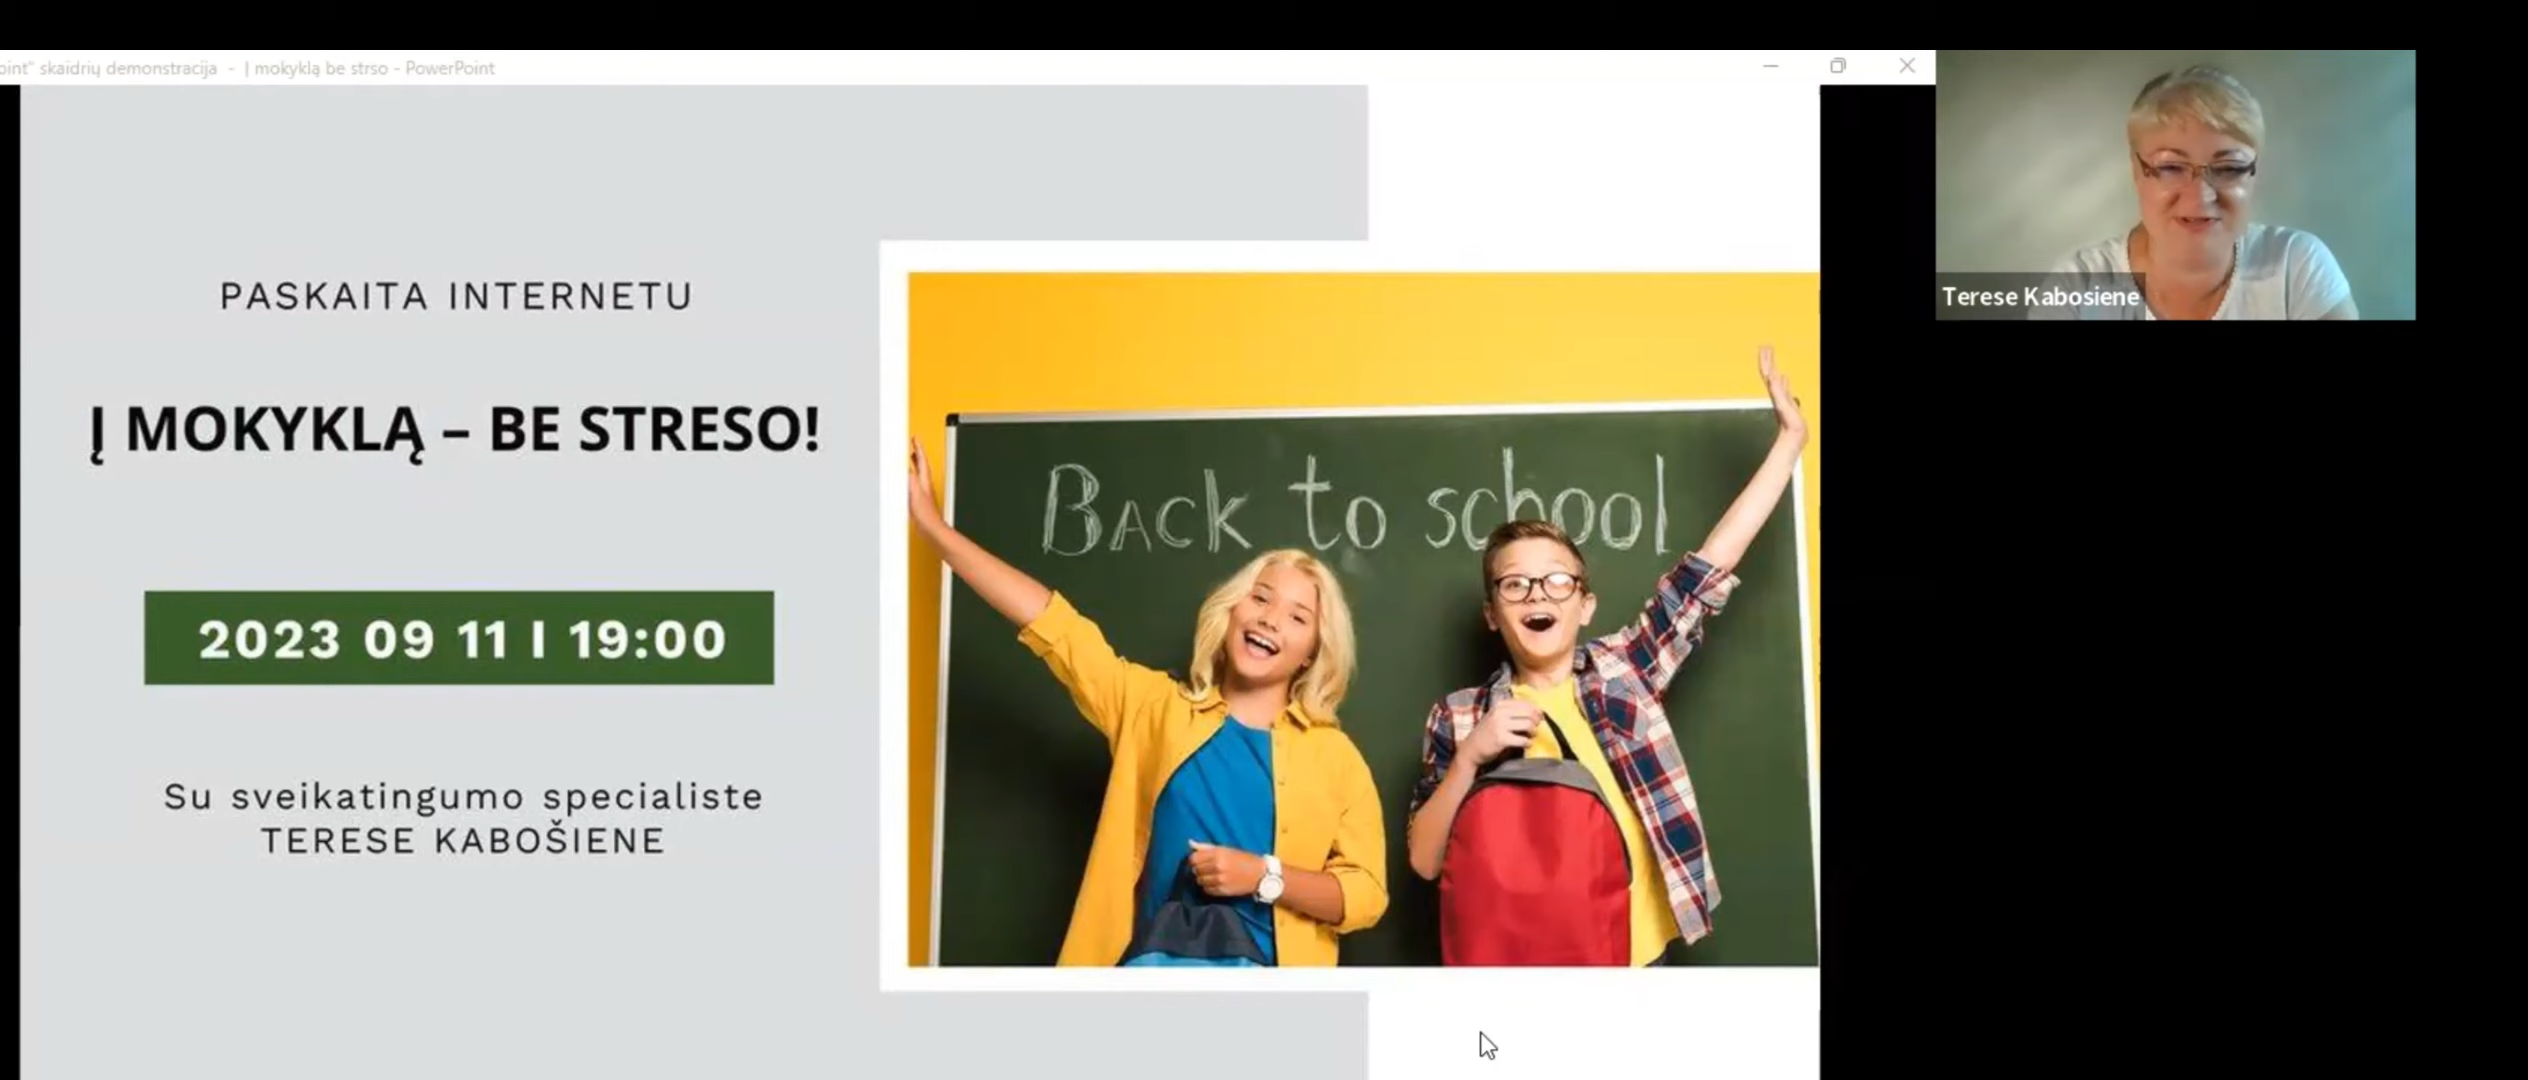 oint" skaidrių demonstracija - Į mokyklą be strso - PowerPoint
PASKAITA INTERNETU
Į MOKYKLĄ – BE STRESO!
2023 09 11 I 19:00
Su sveikatingumo specialiste
TERESE KABOŠIENE
BACK to school
Terese Kabosiene